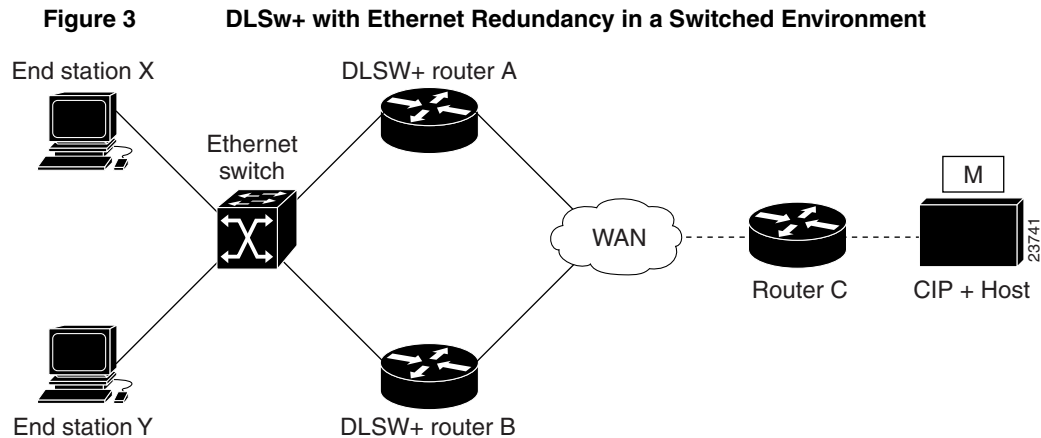 Figure 3 DLSw+ with Ethernet Redundancy in a Switched Environment
End station X
DLSW+ router A
Ethernet
switch
M
WAN
23741
Router C
CIP + Host
End station Y
DLSW+ router B